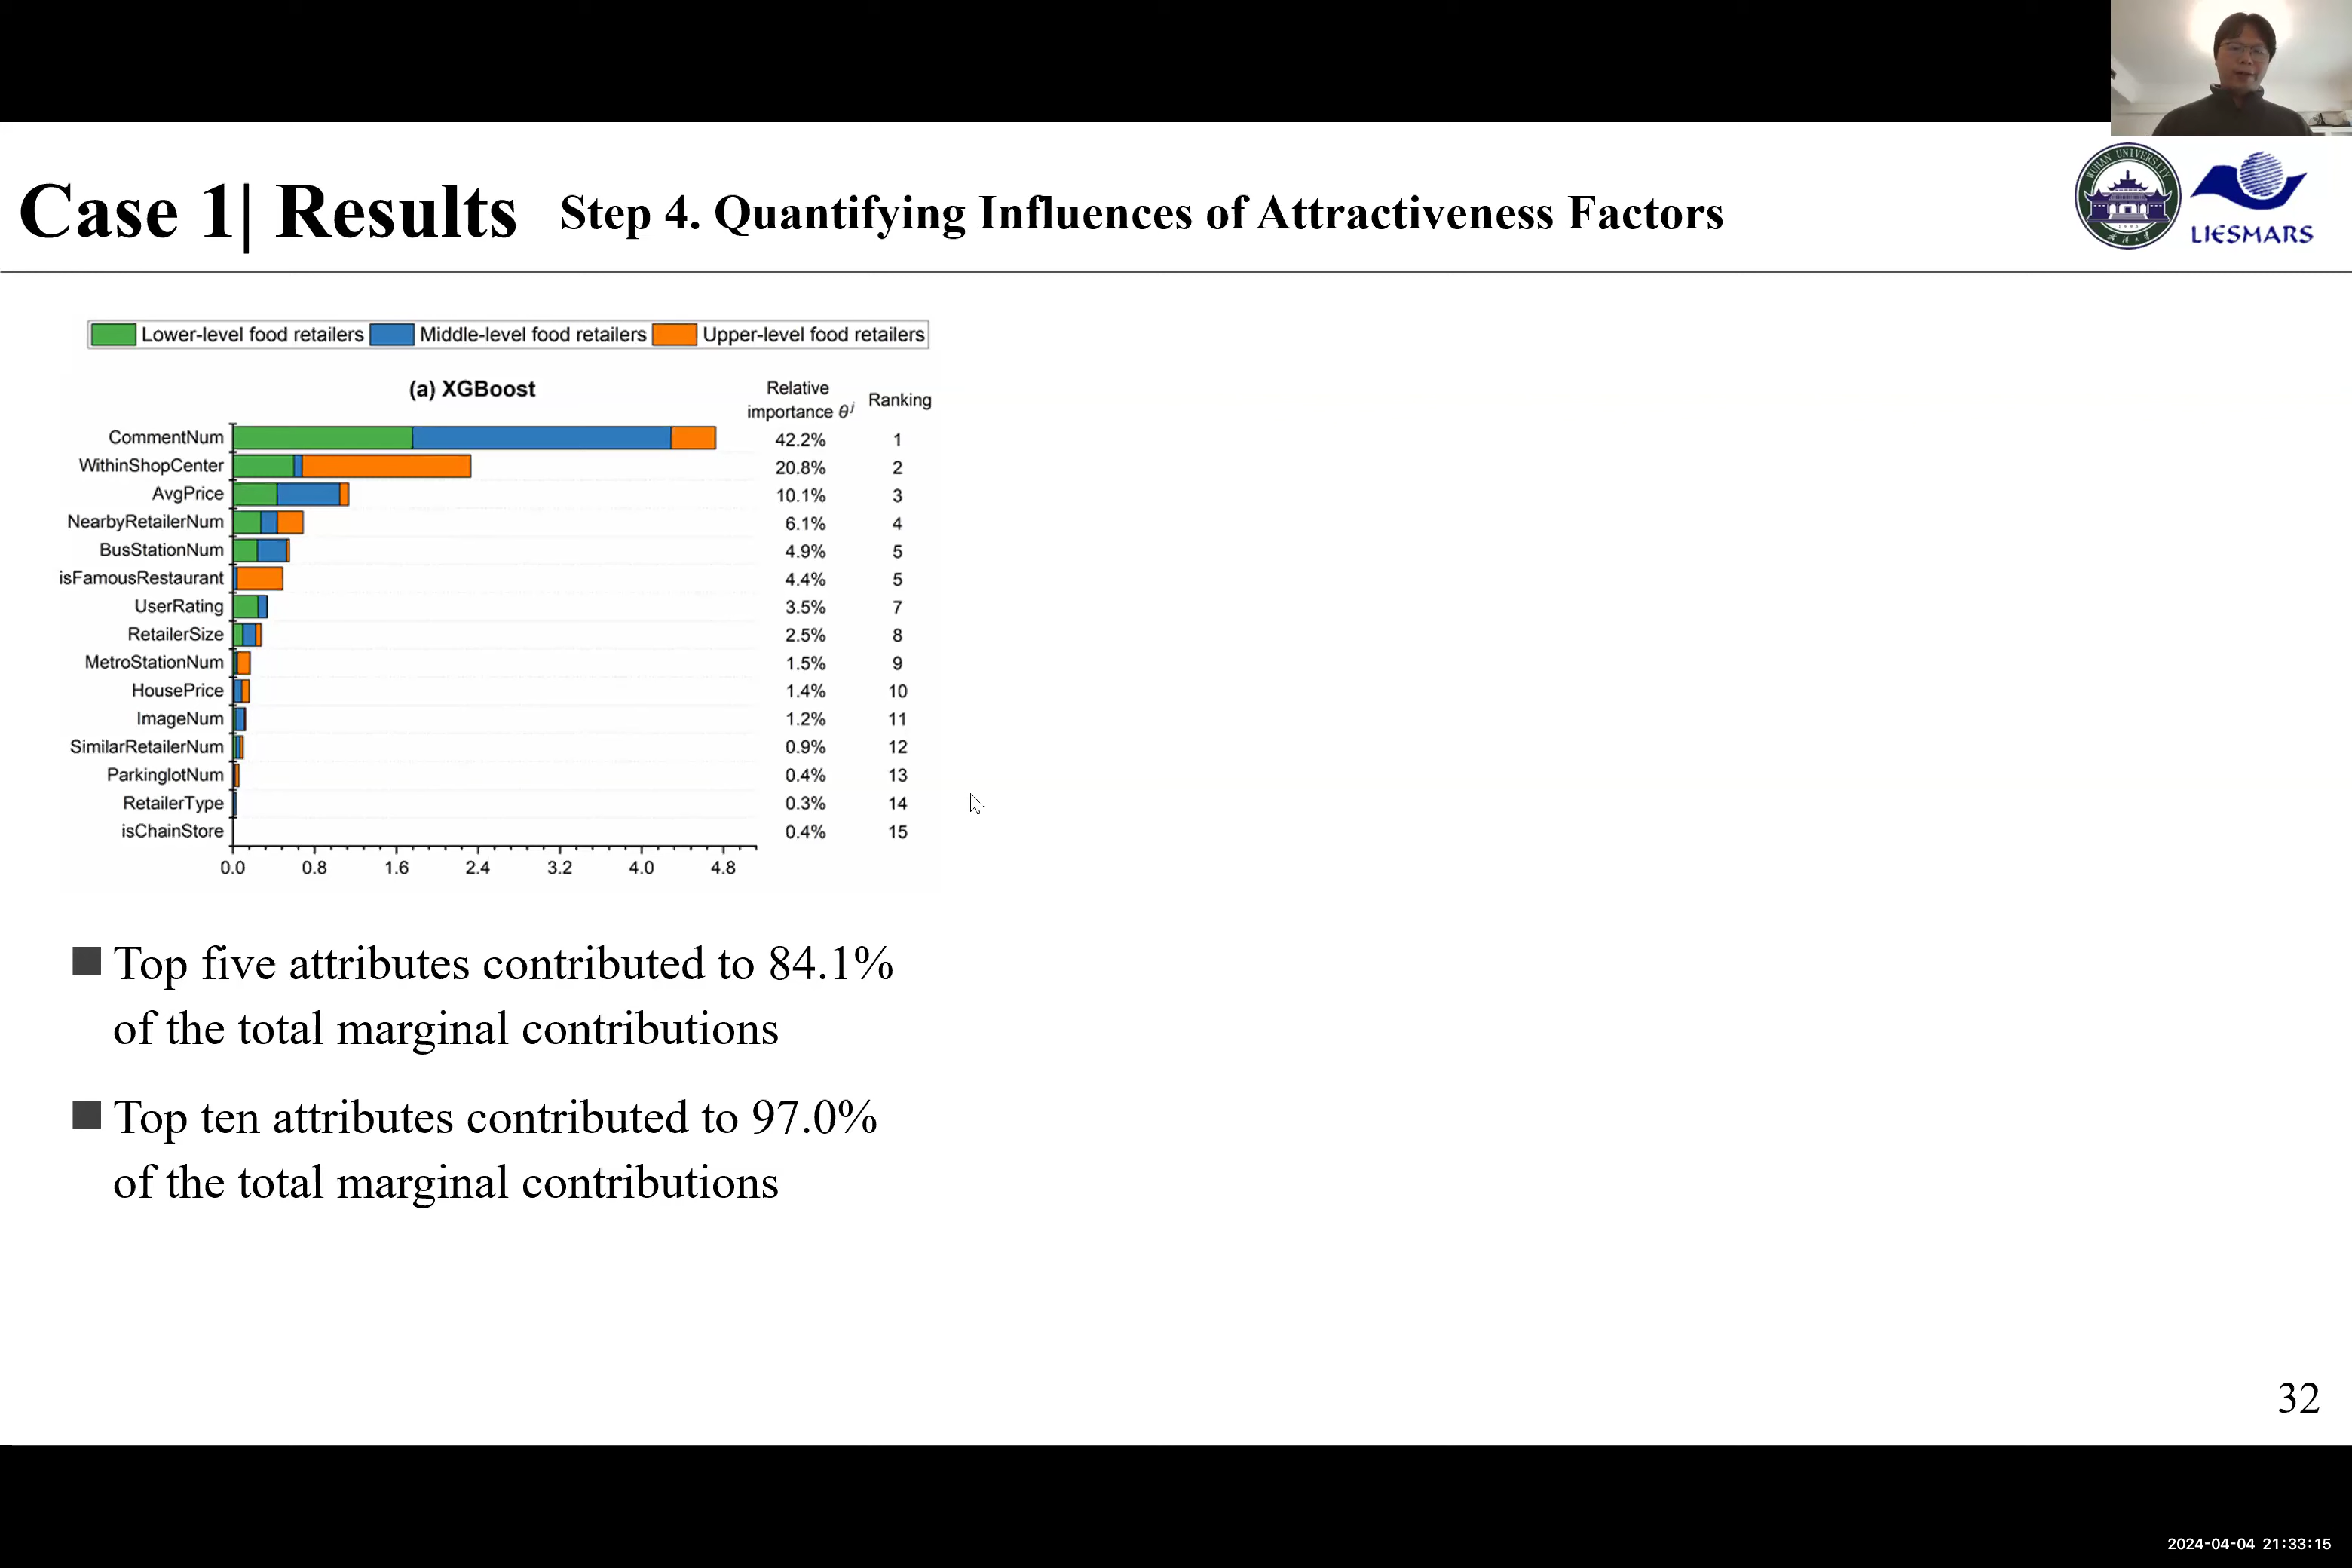 Case 1| Results Step 4. Quantifying Influences of Attractiveness Factors
WUHAN UNIVERSITY
1893
LIESMARS
Lower-level food retailers Middle-level food retailers Upper-level food retailers
(a) XGBoost
Relative importance θʲ
Ranking
CommentNum 42.2% 1
WithinShopCenter 20.8% 2
AvgPrice 10.1% 3
NearbyRetailerNum 6.1% 4
BusStationNum 4.9% 5
isFamousRestaurant 4.4% 5
UserRating 3.5% 7
RetailerSize 2.5% 8
MetroStationNum 1.5% 9
HousePrice 1.4% 10
ImageNum 1.2% 11
SimilarRetailerNum 0.9% 12
ParkinglotNum 0.4% 13
RetailerType 0.3% 14
isChainStore 0.4% 15
0.0 0.8 1.6 2.4 3.2 4.0 4.8
Top five attributes contributed to 84.1%
of the total marginal contributions
Top ten attributes contributed to 97.0%
of the total marginal contributions
32
2024-04-04 21:33:15